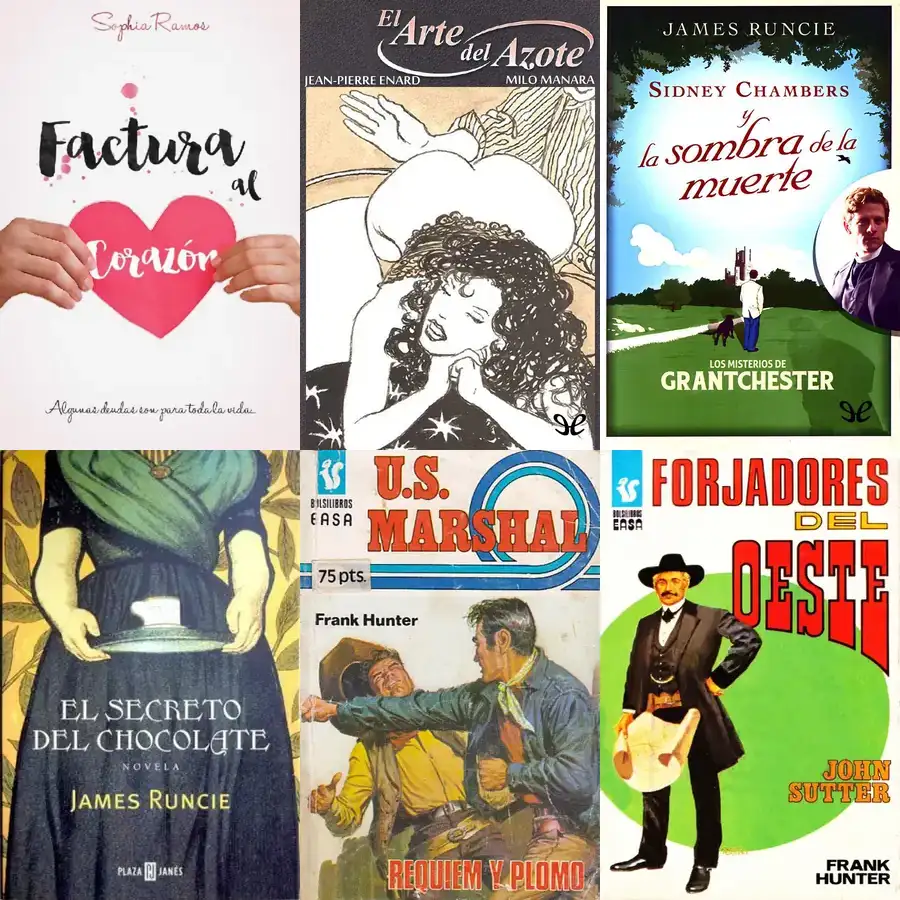 Sophia Ramos
Factura
al
Corazón
Algunas deudas son para toda la vida...
El
Arte
del Azote
JEAN-PIERRE ENARD
MILO MANARA
JAMES RUNCIE
SIDNEY CHAMBERS
y
la sombra de la
muerte
LOS MISTERIOS DE
GRANTCHESTER
EL SECRETO
DEL CHOCOLATE
NOVELA
JAMES RUNCIE
PLAZA JANÉS
BOLSILIBROS
EASA
U.S.
MARSHAL
75 pts.
Frank Hunter
REQUIEM Y PLOMO
BOLSILIBROS
EASA
FORJADORES
DEL
OESTE
JOHN
SUTTER
FRANK
HUNTER